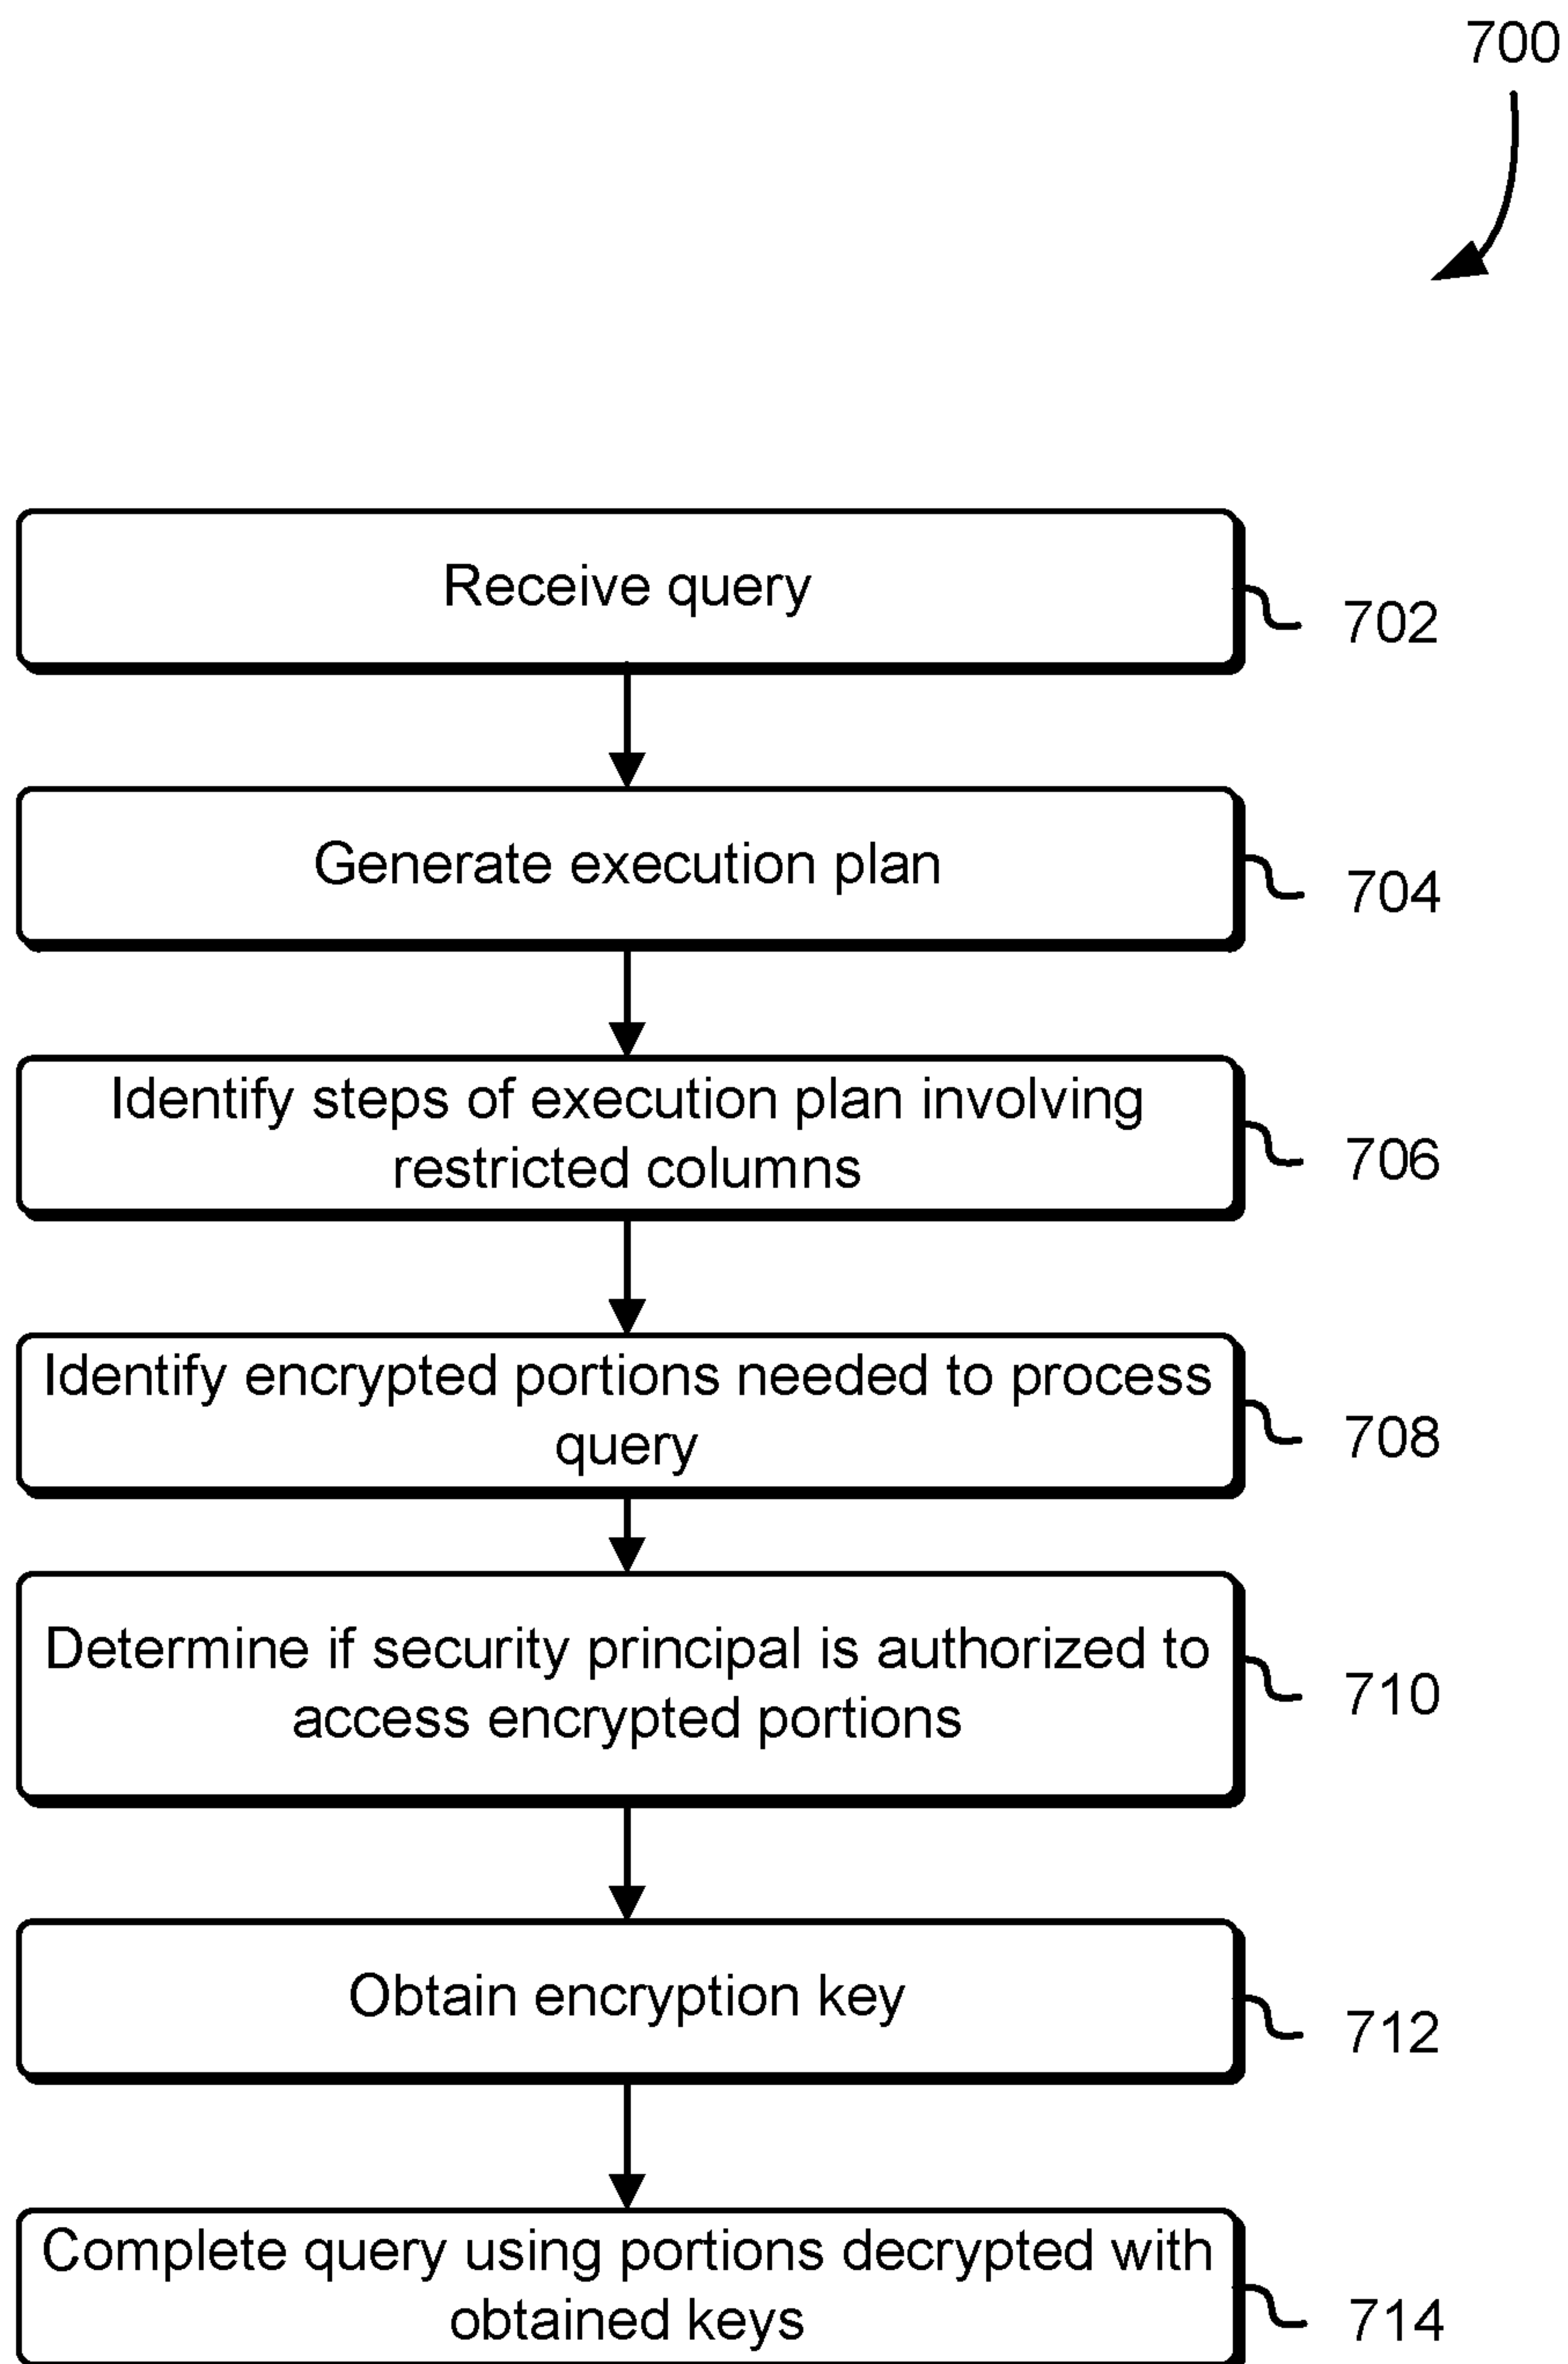 700
Receive query
702
Generate execution plan
704
Identify steps of execution plan involving
restricted columns
706
Identify encrypted portions needed to process
query
708
Determine if security principal is authorized to
access encrypted portions
710
Obtain encryption key
712
Complete query using portions decrypted with
obtained keys
714